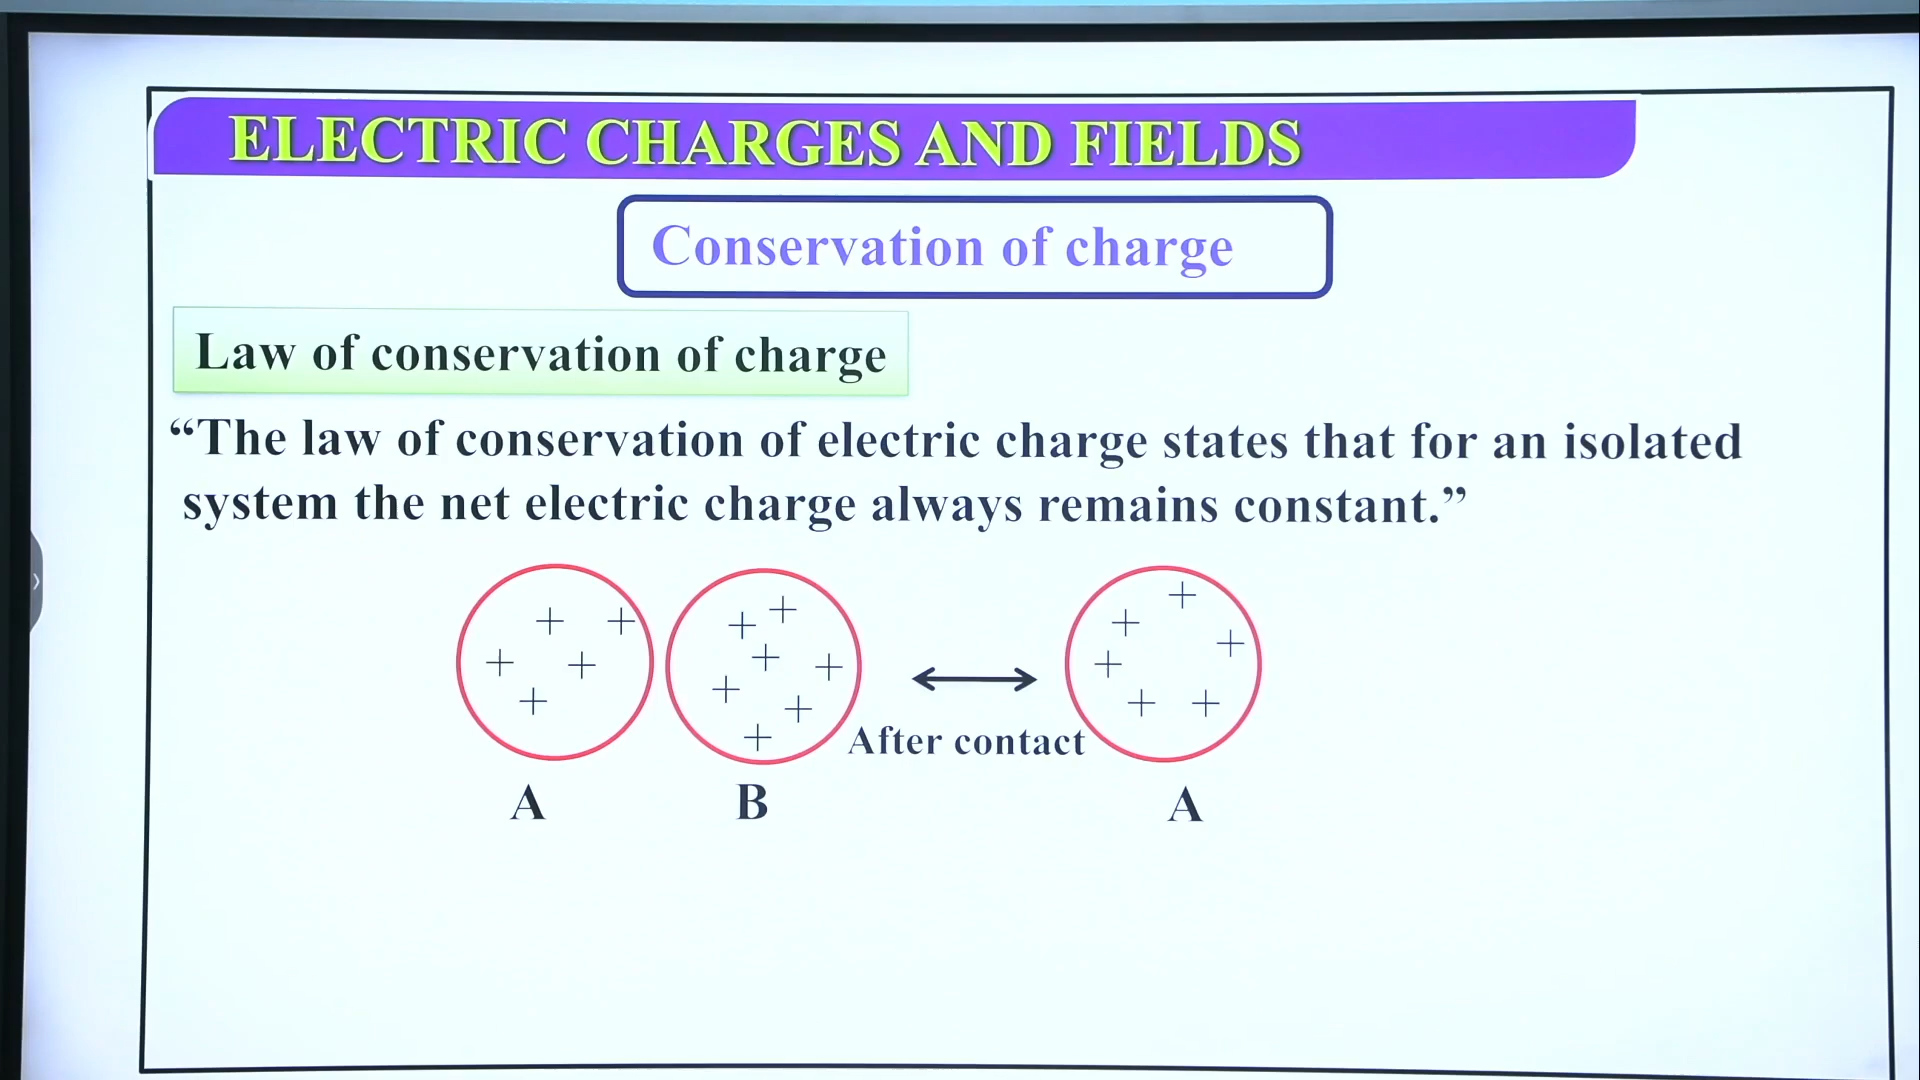 ELECTRIC CHARGES AND FIELDS
Conservation of charge
Law of conservation of charge
“The law of conservation of electric charge states that for an isolated
system the net electric charge always remains constant.”
+ + + + +
+ + + + + + +
+ + + + + +
After contact
A B A